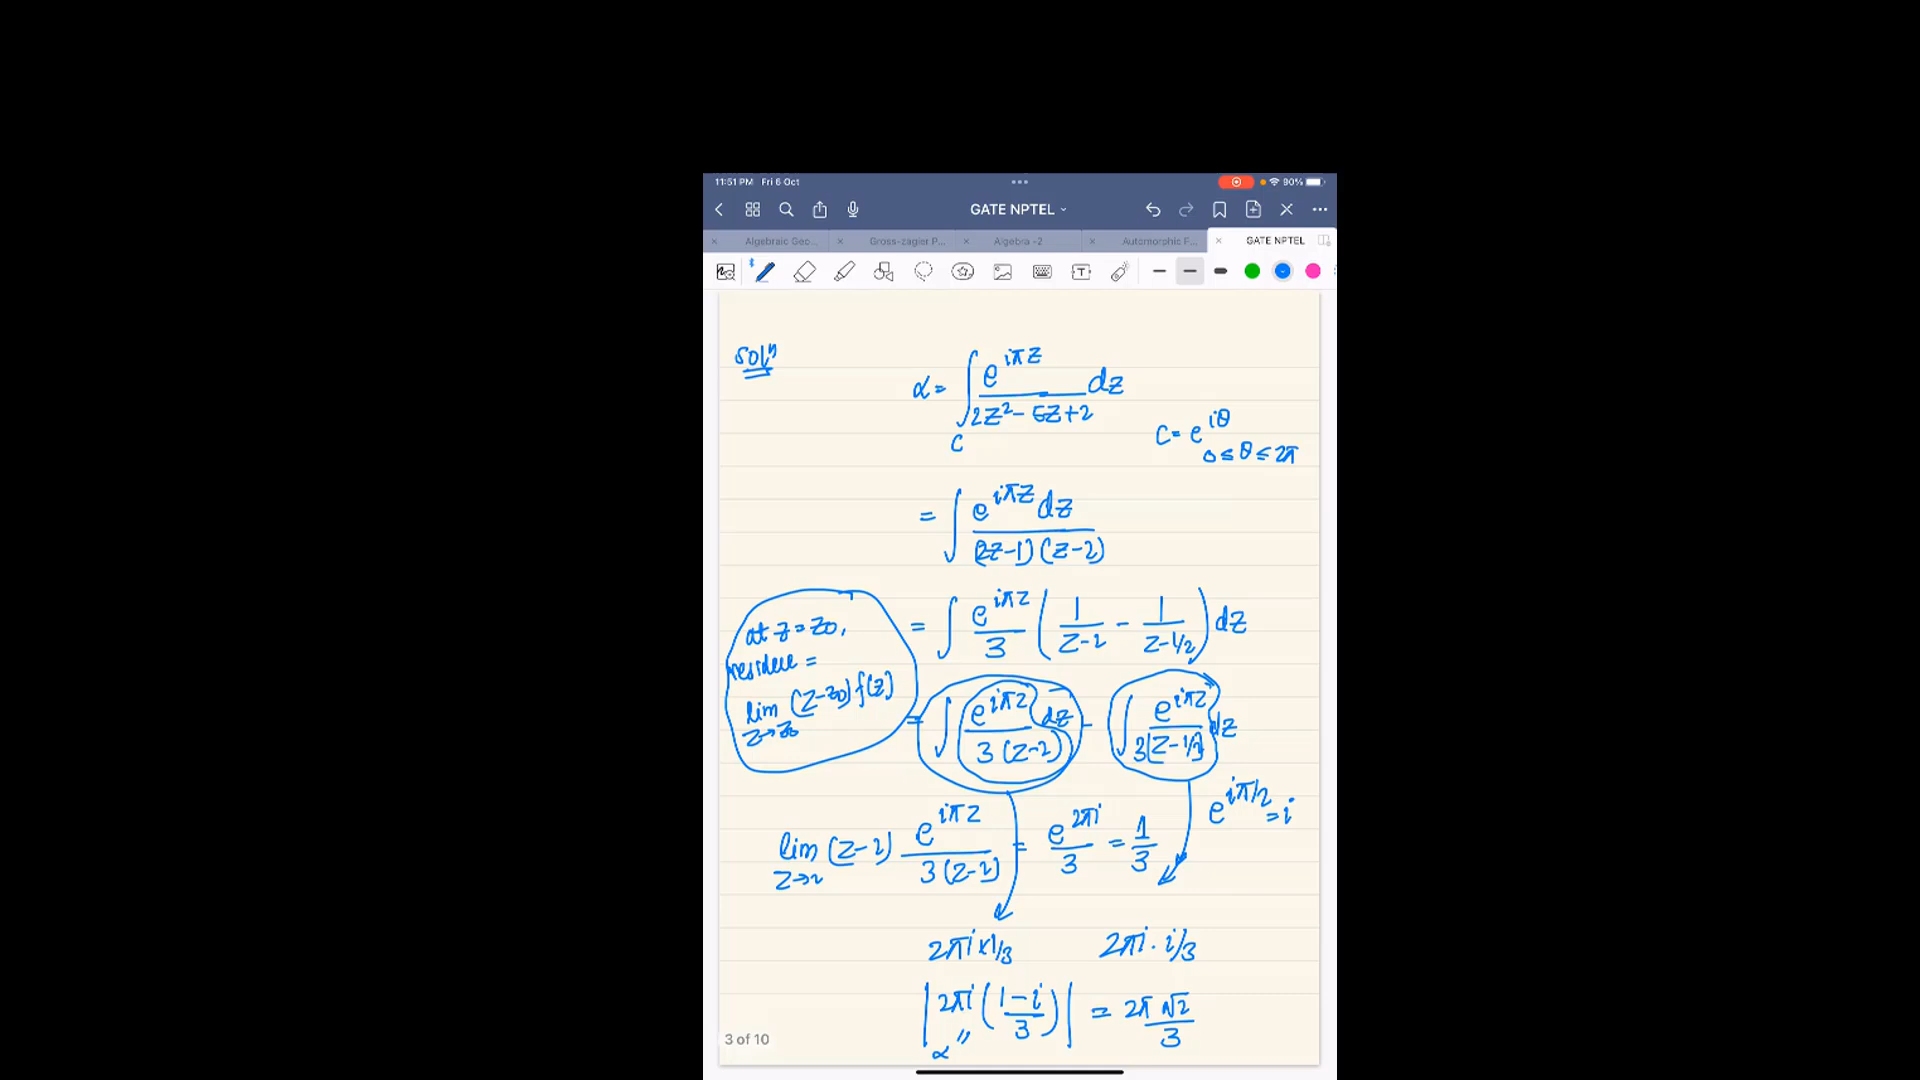 11:51 PM Fri 6 Oct
90%
GATE NPTEL
Algebraic Geo... Gross-zagier P... Algebra -2 Automorphic F... GATE NPTEL
Solⁿ
α = ∫_C e^{iπz} / (2z² - 5z + 2) dz
C = e^{iθ}
0 ≤ θ ≤ 2π
= ∫ e^{iπz} dz / (2z-1)(z-2)
= ∫ e^{iπz}/3 ( 1/(z-2) - 1/(z-1/2) ) dz
at z = z₀,
residue =
lim_{z→z₀} (z-z₀) f(z)
= ∫ e^{iπz} / 3(z-2) dz - ∫ e^{iπz} / 3(z-1/2) dz
e^{iπ/2} = i
lim_{z→2} (z-2) e^{iπz} / 3(z-2) = e^{2πi}/3 = 1/3
2πi × 1/3 2πi · i/3
| 2πi ( (1-i)/3 ) | = 2π √2 / 3
" α
3 of 10